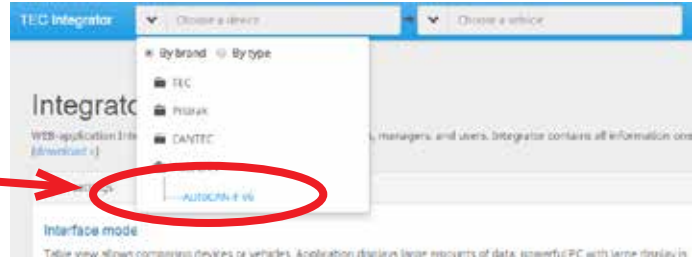 TEC Integrator Choose a device Choose a vehicle
By brand By type
TEC
CANTEC
Integrato
WEB-application Inte , managers, and users. Integrator contains all information
[download »]
AUTOCAN-F V6
Interface mode
Table view allows comparing devices or vehicles. Application displays large amounts of data, powerful PC with large display is